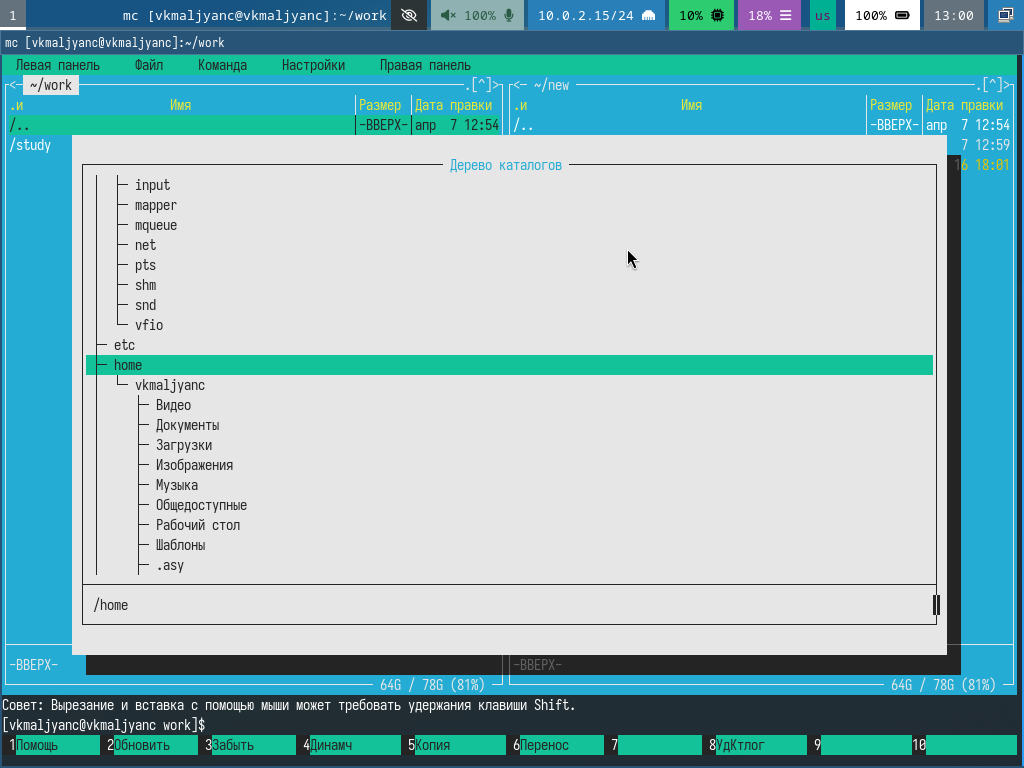 1 mc [vkmaljyanc@vkmaljyanc]:~/work 100% 10.0.2.15/24 10% 18% us 100% 13:00
mc [vkmaljyanc@vkmaljyanc]:~/work
Левая панель Файл Команда Настройки Правая панель
<─ ~/work .[^]> <─ ~/new .[^]>
.и Имя Размер Дата правки .и Имя Размер Дата правки
/.. -ВВЕРХ- апр 7 12:54 /.. -ВВЕРХ- апр 7 12:54
/study 7 12:59
Дерево каталогов 16 18:01
input
mapper
mqueue
net
pts
shm
snd
vfio
etc
home
vkmaljyanc
Видео
Документы
Загрузки
Изображения
Музыка
Общедоступные
Рабочий стол
Шаблоны
.asy
/home
-ВВЕРХ- -ВВЕРХ-
64G / 78G (81%) 64G / 78G (81%)
Совет: Вырезание и вставка с помощью мыши может требовать удержания клавиши Shift.
[vkmaljyanc@vkmaljyanc work]$
1Помощь 2Обновить 3Забыть 4Динамч 5Копия 6Перенос 7 8УдКтлог 9 10